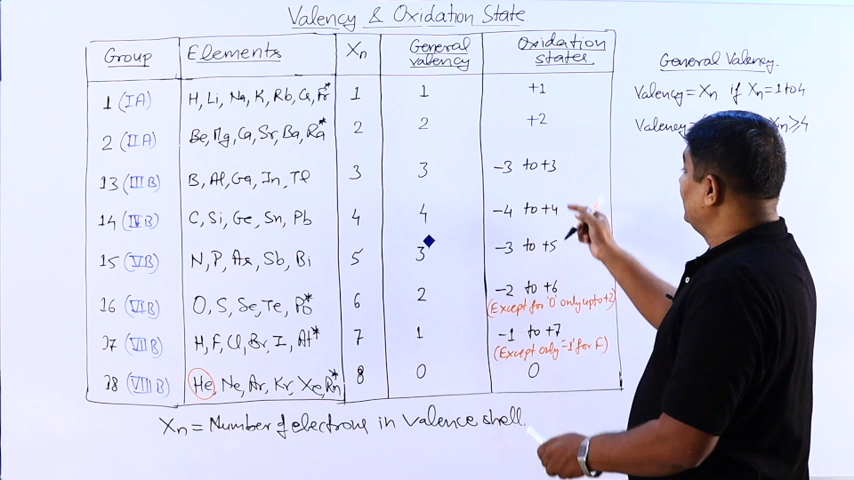 Valency & Oxidation State.
Group Elements Xn General Valency Oxidation states
1 (IA) H, Li, Na, K, Rb, Cs, Fr* 1 1 +1
2 (IIA) Be, Mg, Ca, Sr, Ba, Ra* 2 2 +2
13 (IIIB) B, Al, Ga, In, Tl 3 3 -3 to +3
14 (IVB) C, Si, Ge, Sn, Pb 4 4 -4 to +4
15 (VB) N, P, As, Sb, Bi 5 3 -3 to +5
16 (VIB) O, S, Se, Te, Po* 6 2 -2 to +6
(Except for 'O' only upto +2)
17 (VIIB) H, F, Cl, Br, I, At* 7 1 -1 to +7
(Except only '-1' for F)
18 (VIIIB) He, Ne, Ar, Kr, Xe, Rn* 8 0 0
Xn = Number of electrons in valence shell.
General Valency.
Valency = Xn if Xn = 1 to 4
Valency = Xn ≥ 4